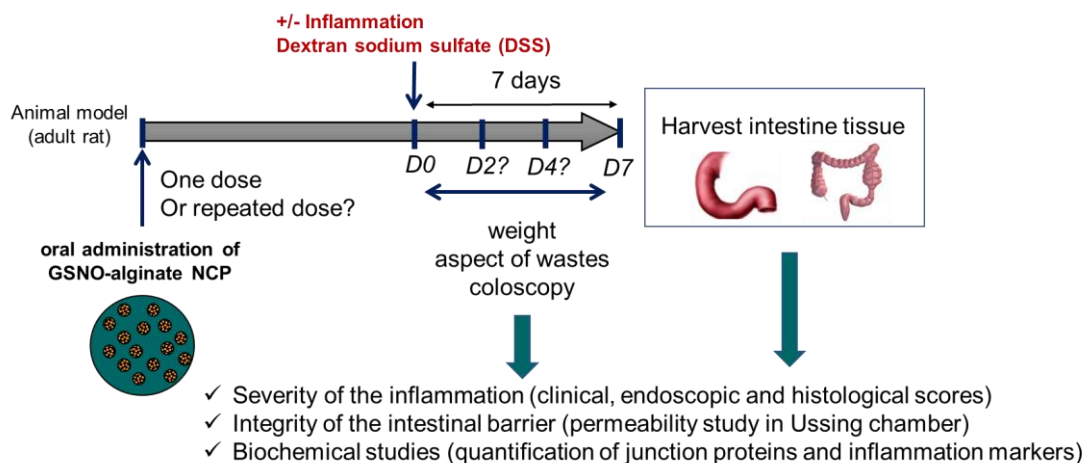 +/- Inflammation
Dextran sodium sulfate (DSS)
7 days
Animal model
(adult rat)
D0
D2?
D4?
D7
Harvest intestine tissue
One dose
Or repeated dose?
oral administration of
GSNO-alginate NCP
weight
aspect of wastes
coloscopy
✓ Severity of the inflammation (clinical, endoscopic and histological scores)
✓ Integrity of the intestinal barrier (permeability study in Ussing chamber)
✓ Biochemical studies (quantification of junction proteins and inflammation markers)